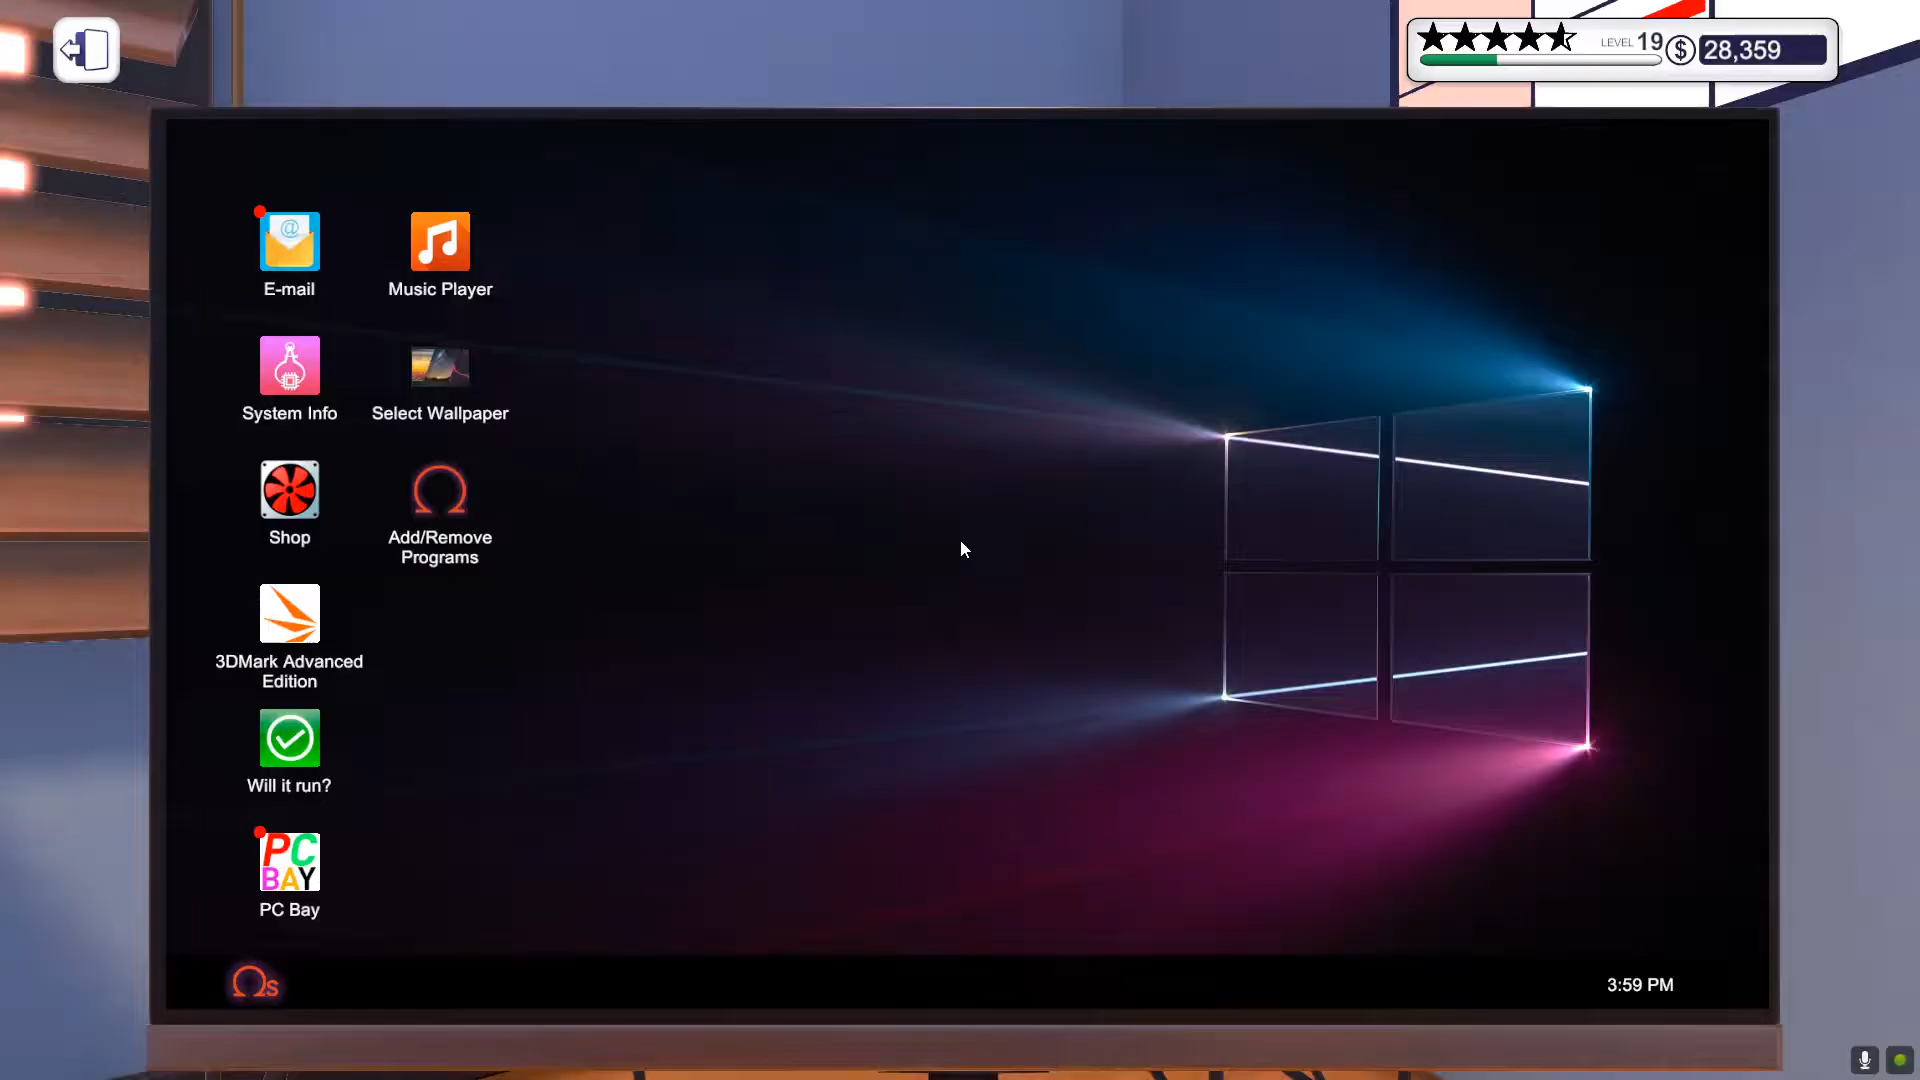 LEVEL 19 $ 28,359
E-mail
Music Player
System Info
Select Wallpaper
Shop
Add/Remove
Programs
3DMark Advanced
Edition
Will it run?
PC
BAY
PC Bay
Ωs
3:59 PM